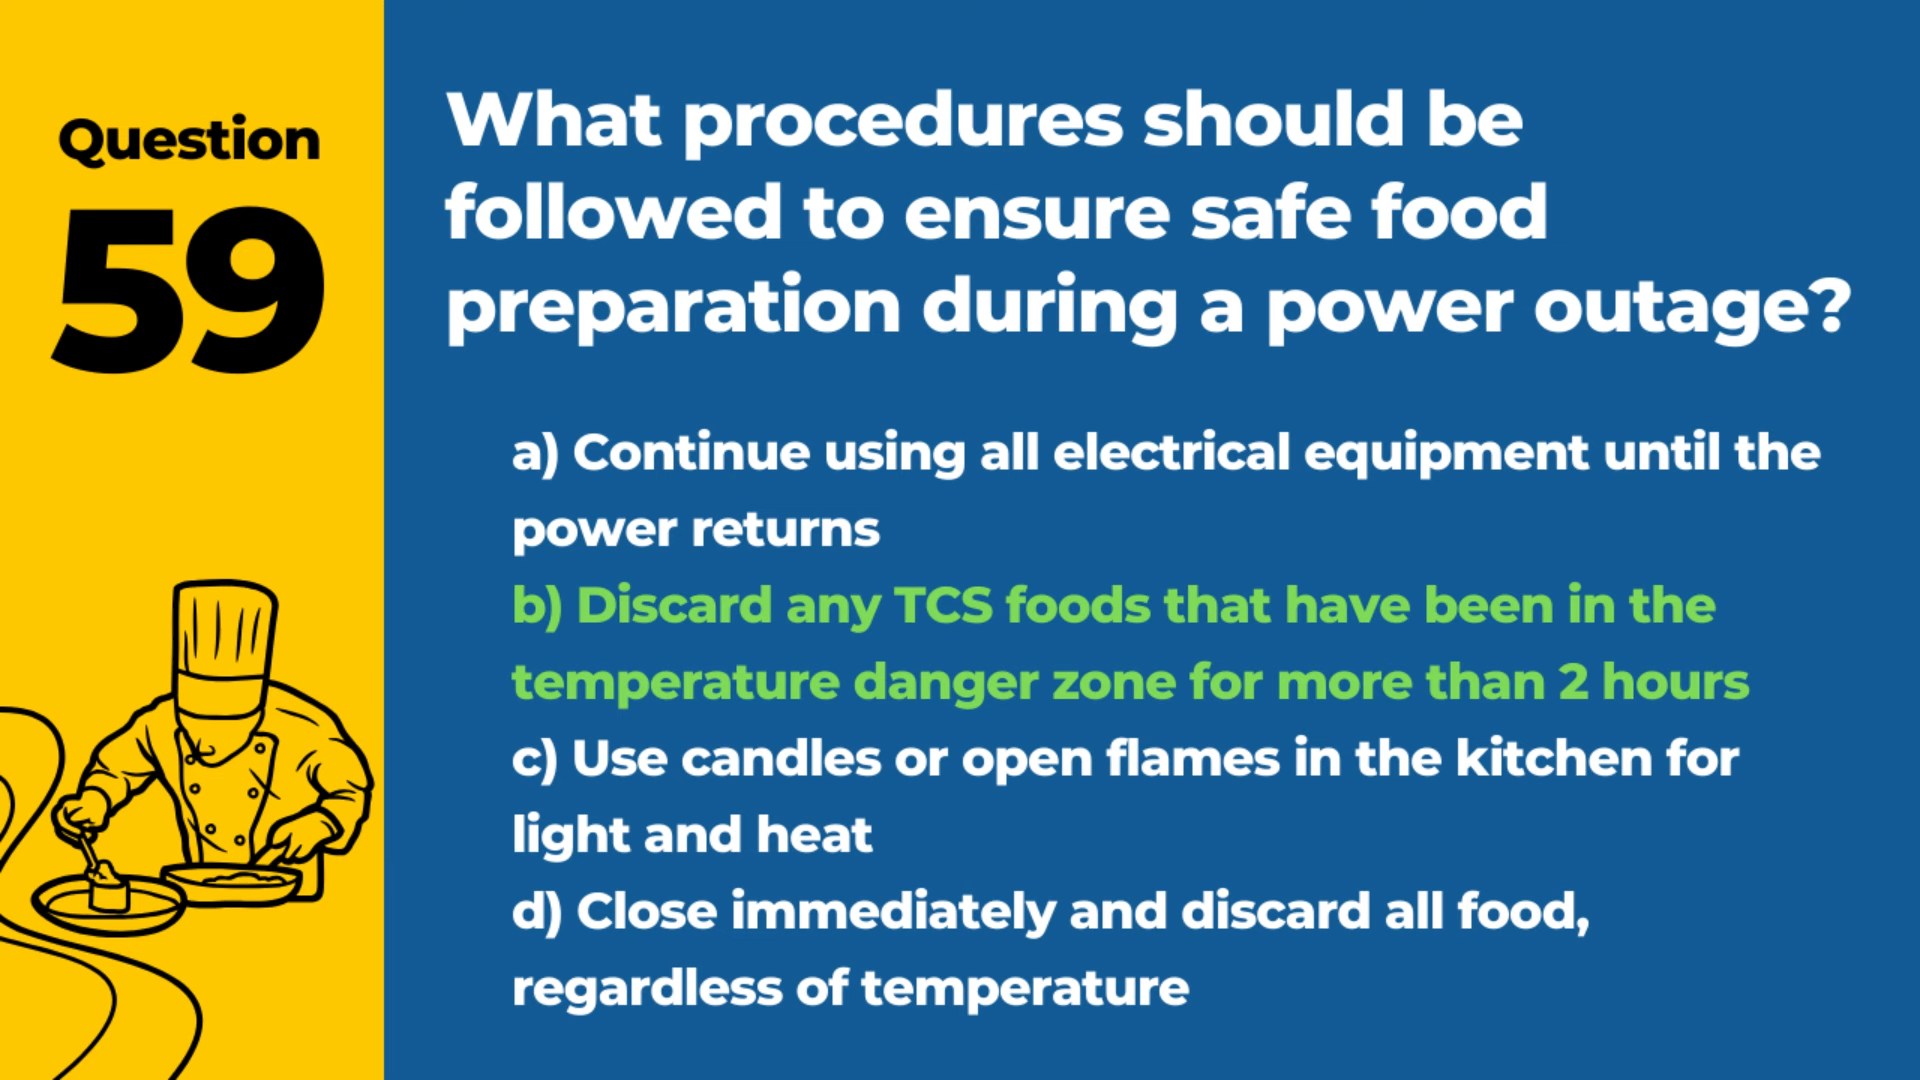 Question
59
What procedures should be
followed to ensure safe food
preparation during a power outage?
a) Continue using all electrical equipment until the
power returns
b) Discard any TCS foods that have been in the
temperature danger zone for more than 2 hours
c) Use candles or open flames in the kitchen for
light and heat
d) Close immediately and discard all food,
regardless of temperature